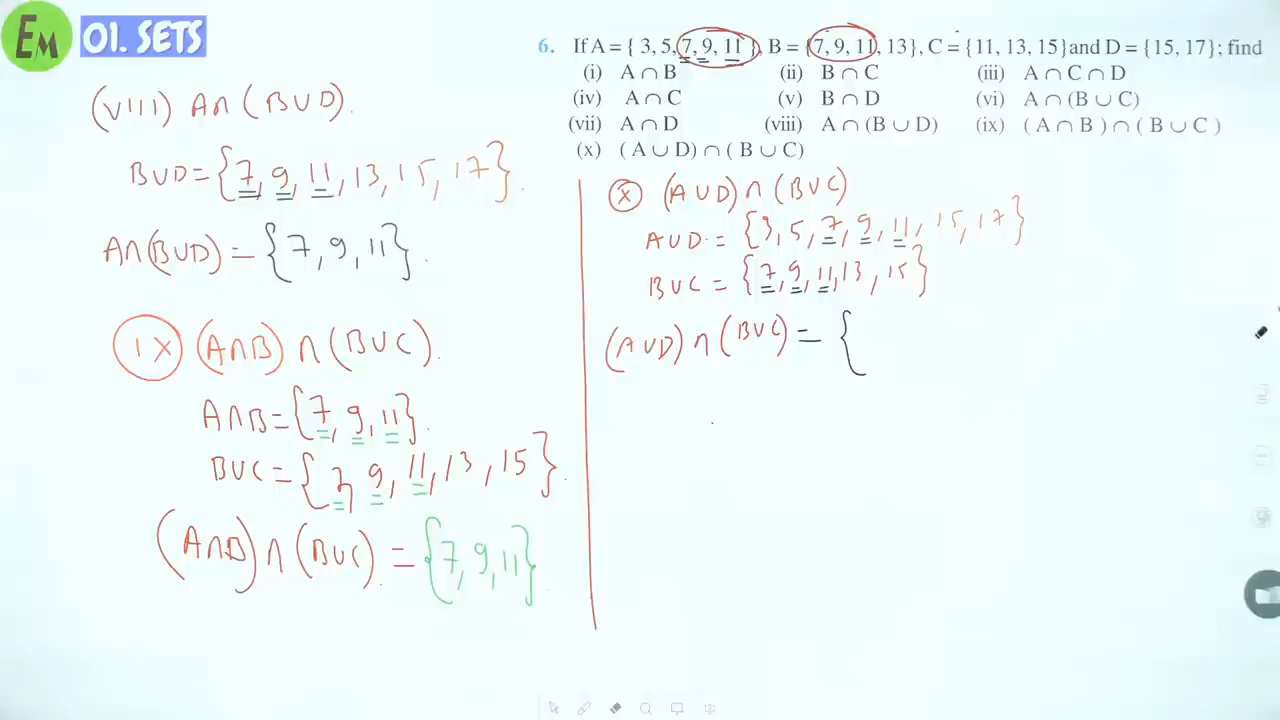 EM 01. SETS
6. If A = { 3, 5, 7, 9, 11 }, B = {7, 9, 11, 13}, C = {11, 13, 15} and D = {15, 17}; find
(i) A ∩ B (ii) B ∩ C (iii) A ∩ C ∩ D
(iv) A ∩ C (v) B ∩ D (vi) A ∩ (B ∪ C)
(vii) A ∩ D (viii) A ∩ (B ∪ D) (ix) ( A ∩ B ) ∩ ( B ∪ C )
(x) ( A ∪ D) ∩ ( B ∪ C)
(viii) A∩(B∪D).
B∪D = {7, 9, 11, 13, 15, 17}.
A∩(B∪D) = {7, 9, 11}.
ix (A∩B) ∩ (B∪C).
A∩B = {7, 9, 11}.
B∪C = {7, 9, 11, 13, 15}.
(A∩B) ∩ (B∪C) = {7, 9, 11}.
x (A∪D) ∩ (B∪C)
A∪D = {3, 5, 7, 9, 11, 15, 17}
B∪C = {7, 9, 11, 13, 15}
(A∪D) ∩ (B∪C) = {